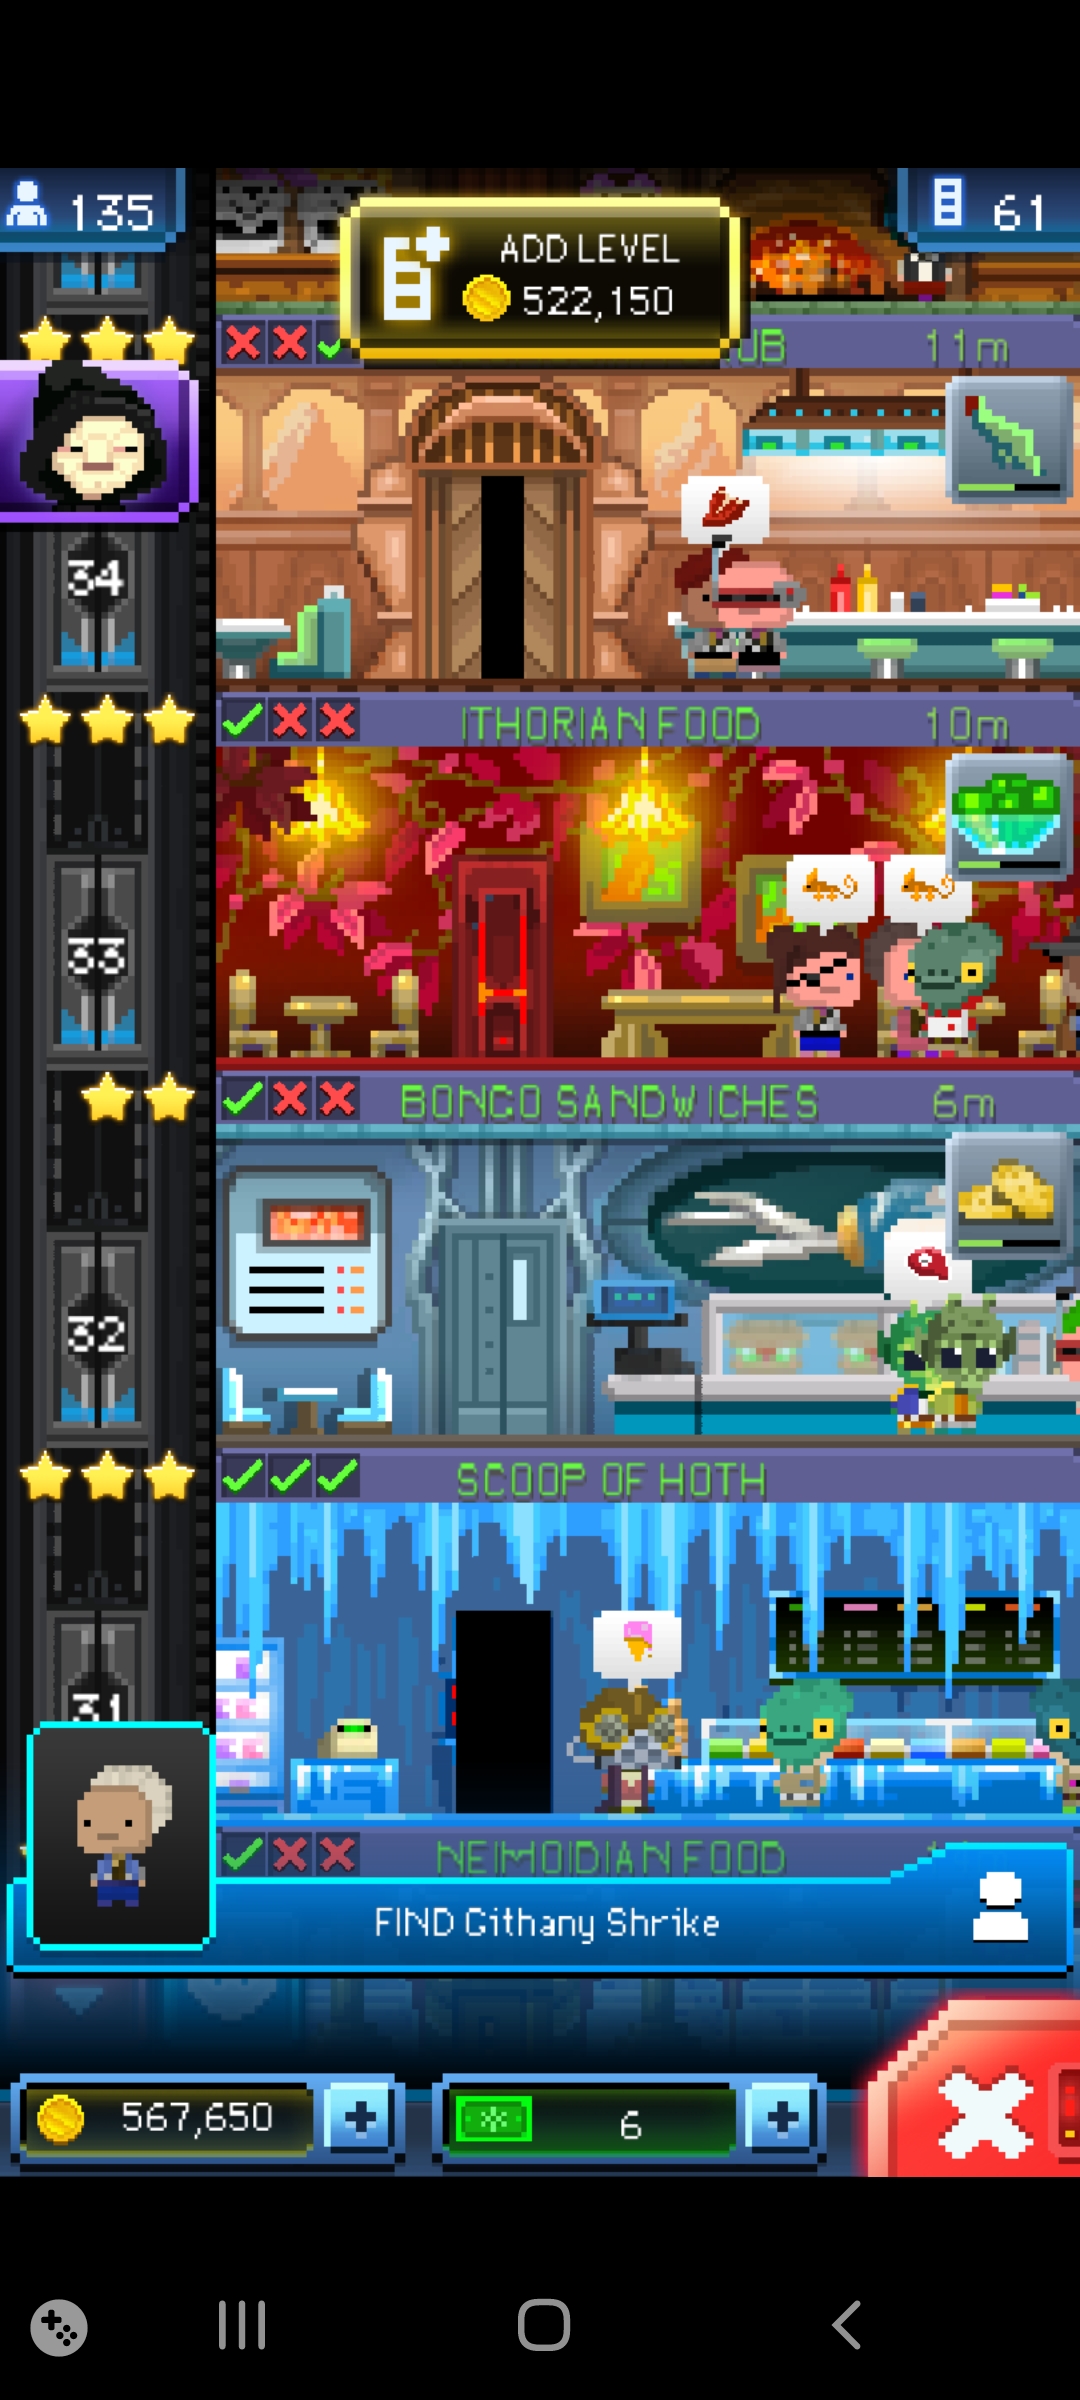 135
ADD LEVEL
522,150
61
UB 11m
34
ITHORIAN FOOD 10m
33
BONGO SANDWICHES 6m
32
SCOOP OF HOTH
31
NEIMOIDIAN FOOD
FIND Githany Shrike
567,650
6